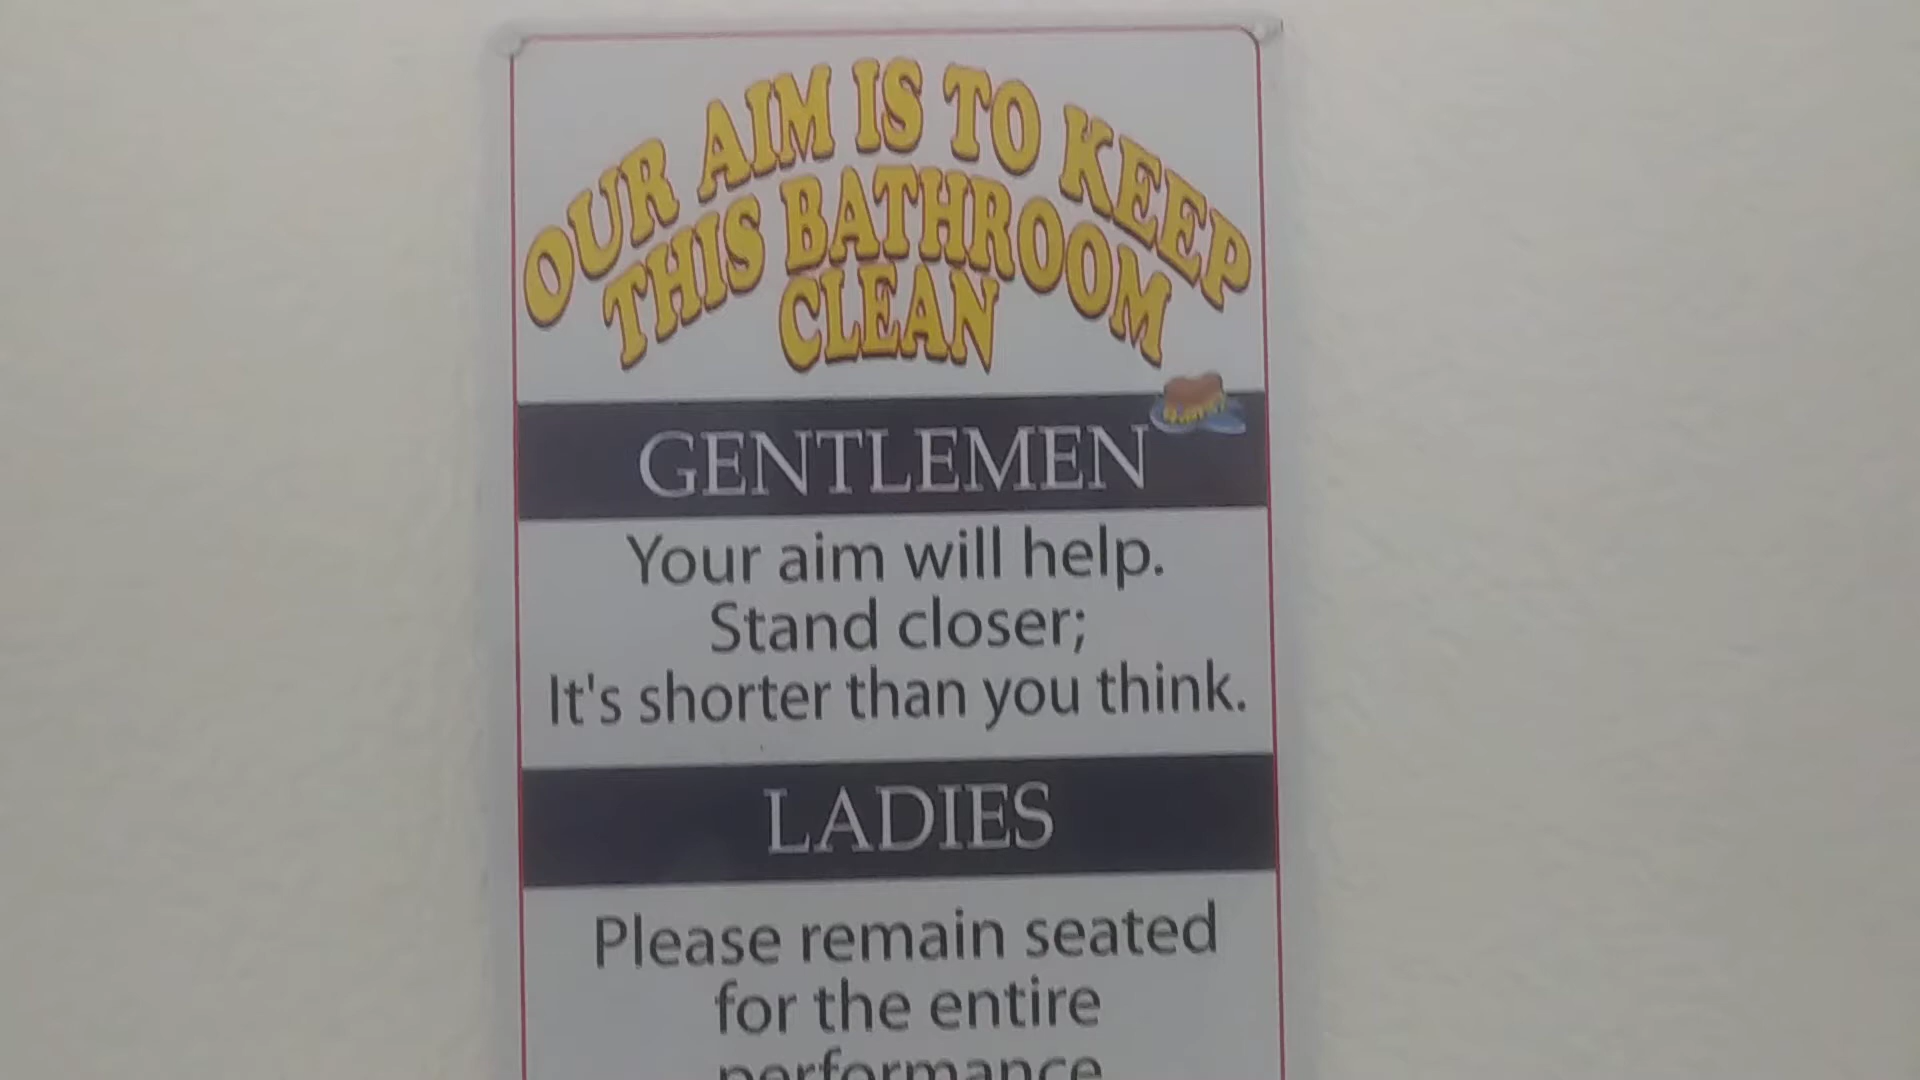 OUR AIM IS TO KEEP
THIS BATHROOM
CLEAN
GENTLEMEN
Your aim will help.
Stand closer;
It's shorter than you think.
LADIES
Please remain seated
for the entire
performance